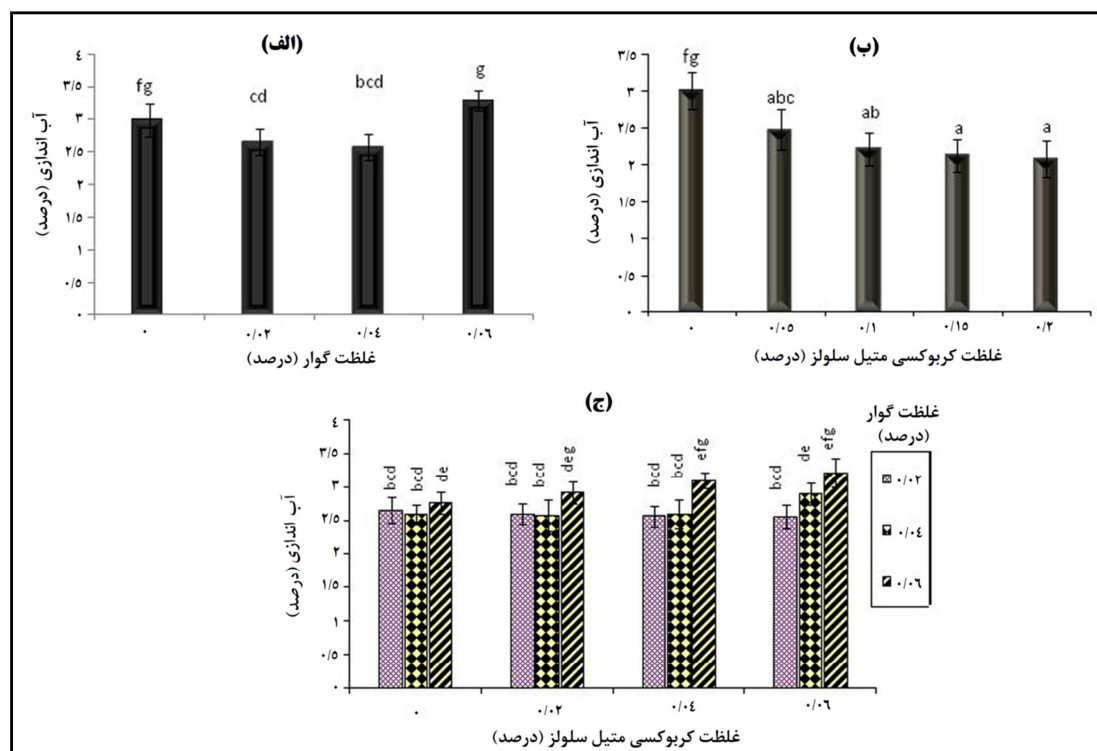 (الف)
آب اندازی (درصد)
٤
٣/٥
٣
٢/٥
٢
١/٥
١
٠/٥
٠
fg
cd
bcd
g
٠
٠/٠٢
٠/٠٤
٠/٠٦
غلظت گوار (درصد)
(ب)
آب اندازی (درصد)
٣/٥
٣
٢/٥
٢
١/٥
١
٠/٥
٠
fg
abc
ab
a
a
٠
٠/٠٥
٠/١
٠/١٥
٠/٢
غلظت کربوکسی متیل سلولز (درصد)
(ج)
آب اندازی (درصد)
٤
٣/٥
٣
٢/٥
٢
١/٥
١
٠/٥
٠
bcd
bcd
de
bcd
bcd
deg
bcd
bcd
efg
bcd
de
efg
٠
٠/٠٢
٠/٠٤
٠/٠٦
غلظت کربوکسی متیل سلولز (درصد)
غلظت گوار
(درصد)
٠/٠٢
٠/٠٤
٠/٠٦